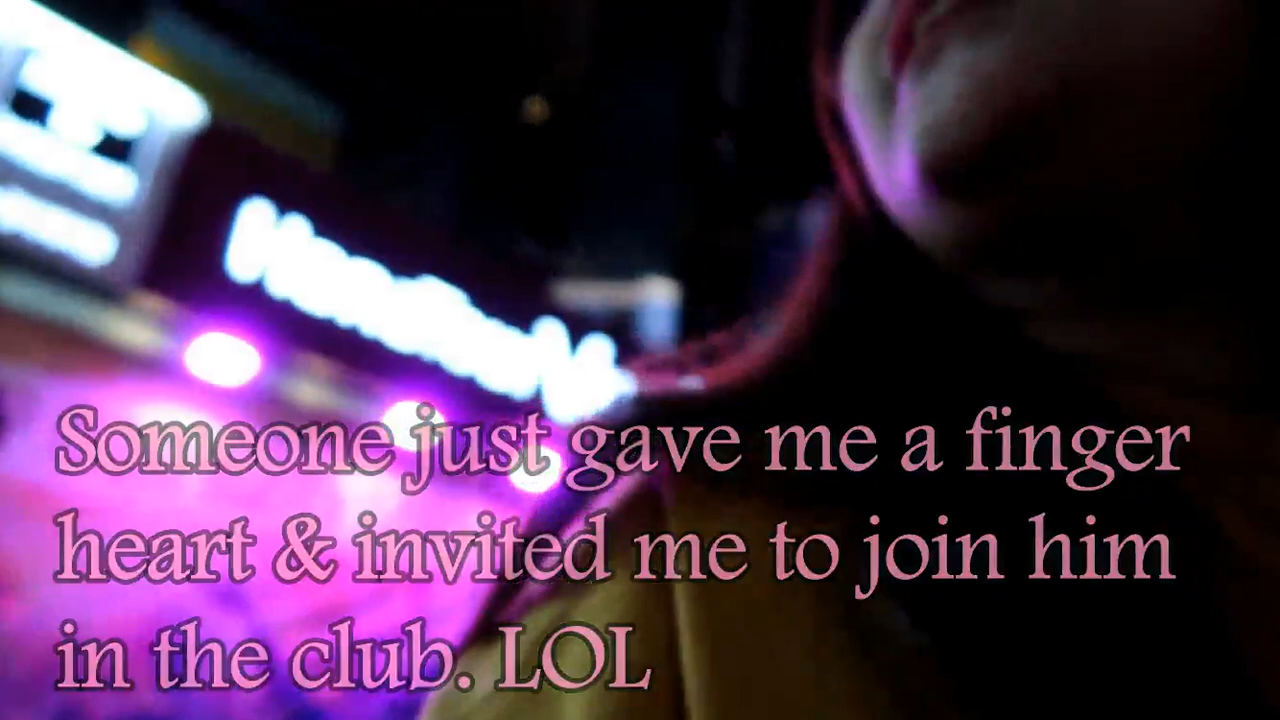 Someone just gave me a finger
heart & invited me to join him
in the club. LOL